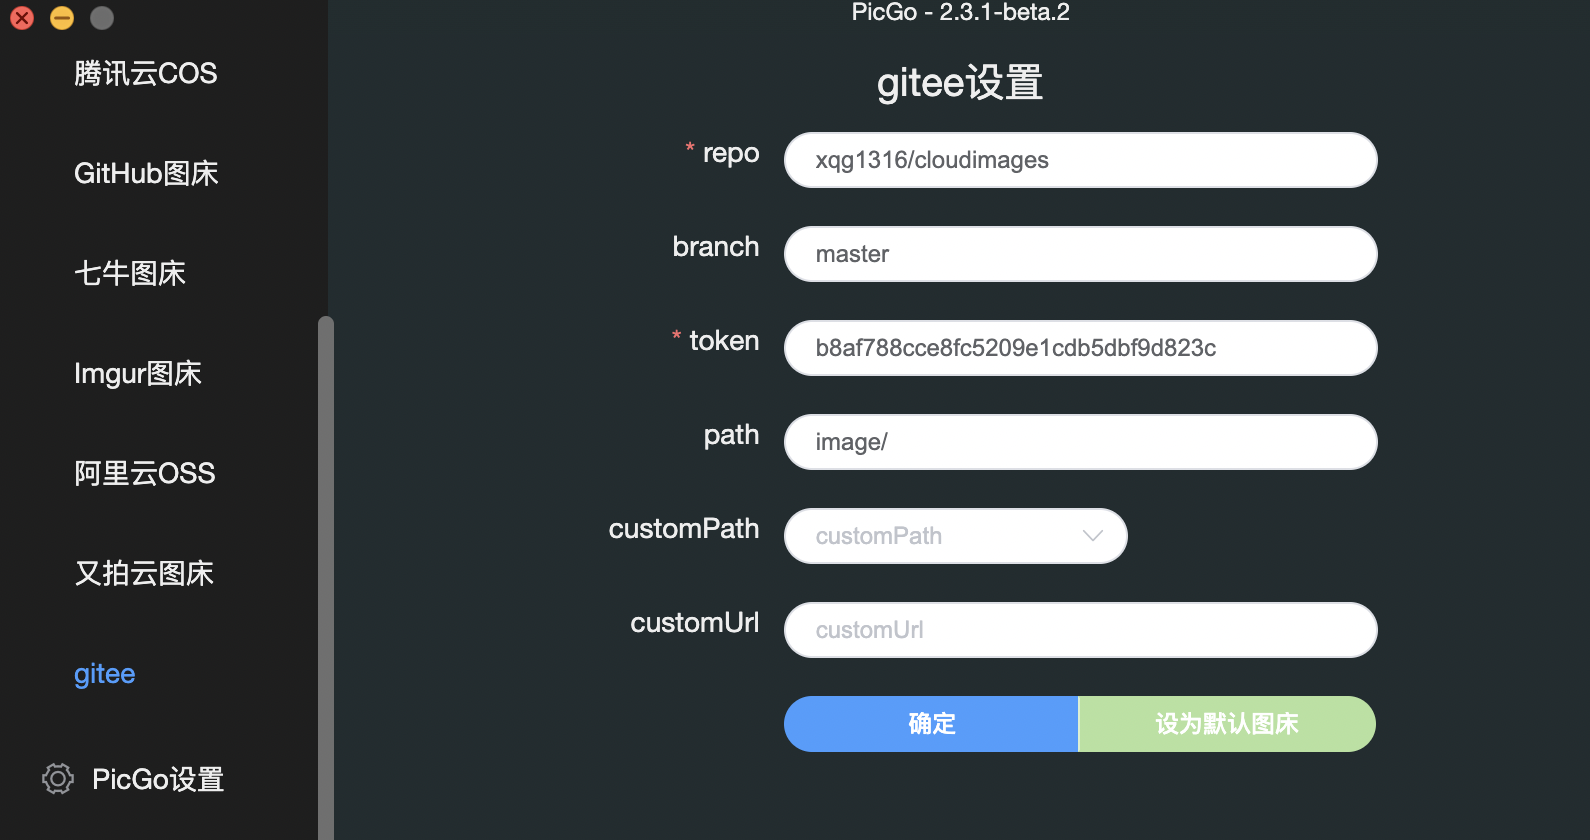 PicGo - 2.3.1-beta.2
腾讯云COS
GitHub图床
七牛图床
Imgur图床
阿里云OSS
又拍云图床
gitee
PicGo设置
gitee设置
* repo
xqg1316/cloudimages
branch
master
* token
b8af788cce8fc5209e1cdb5dbf9d823c
path
image/
customPath
customPath
customUrl
customUrl
确定
设为默认图床